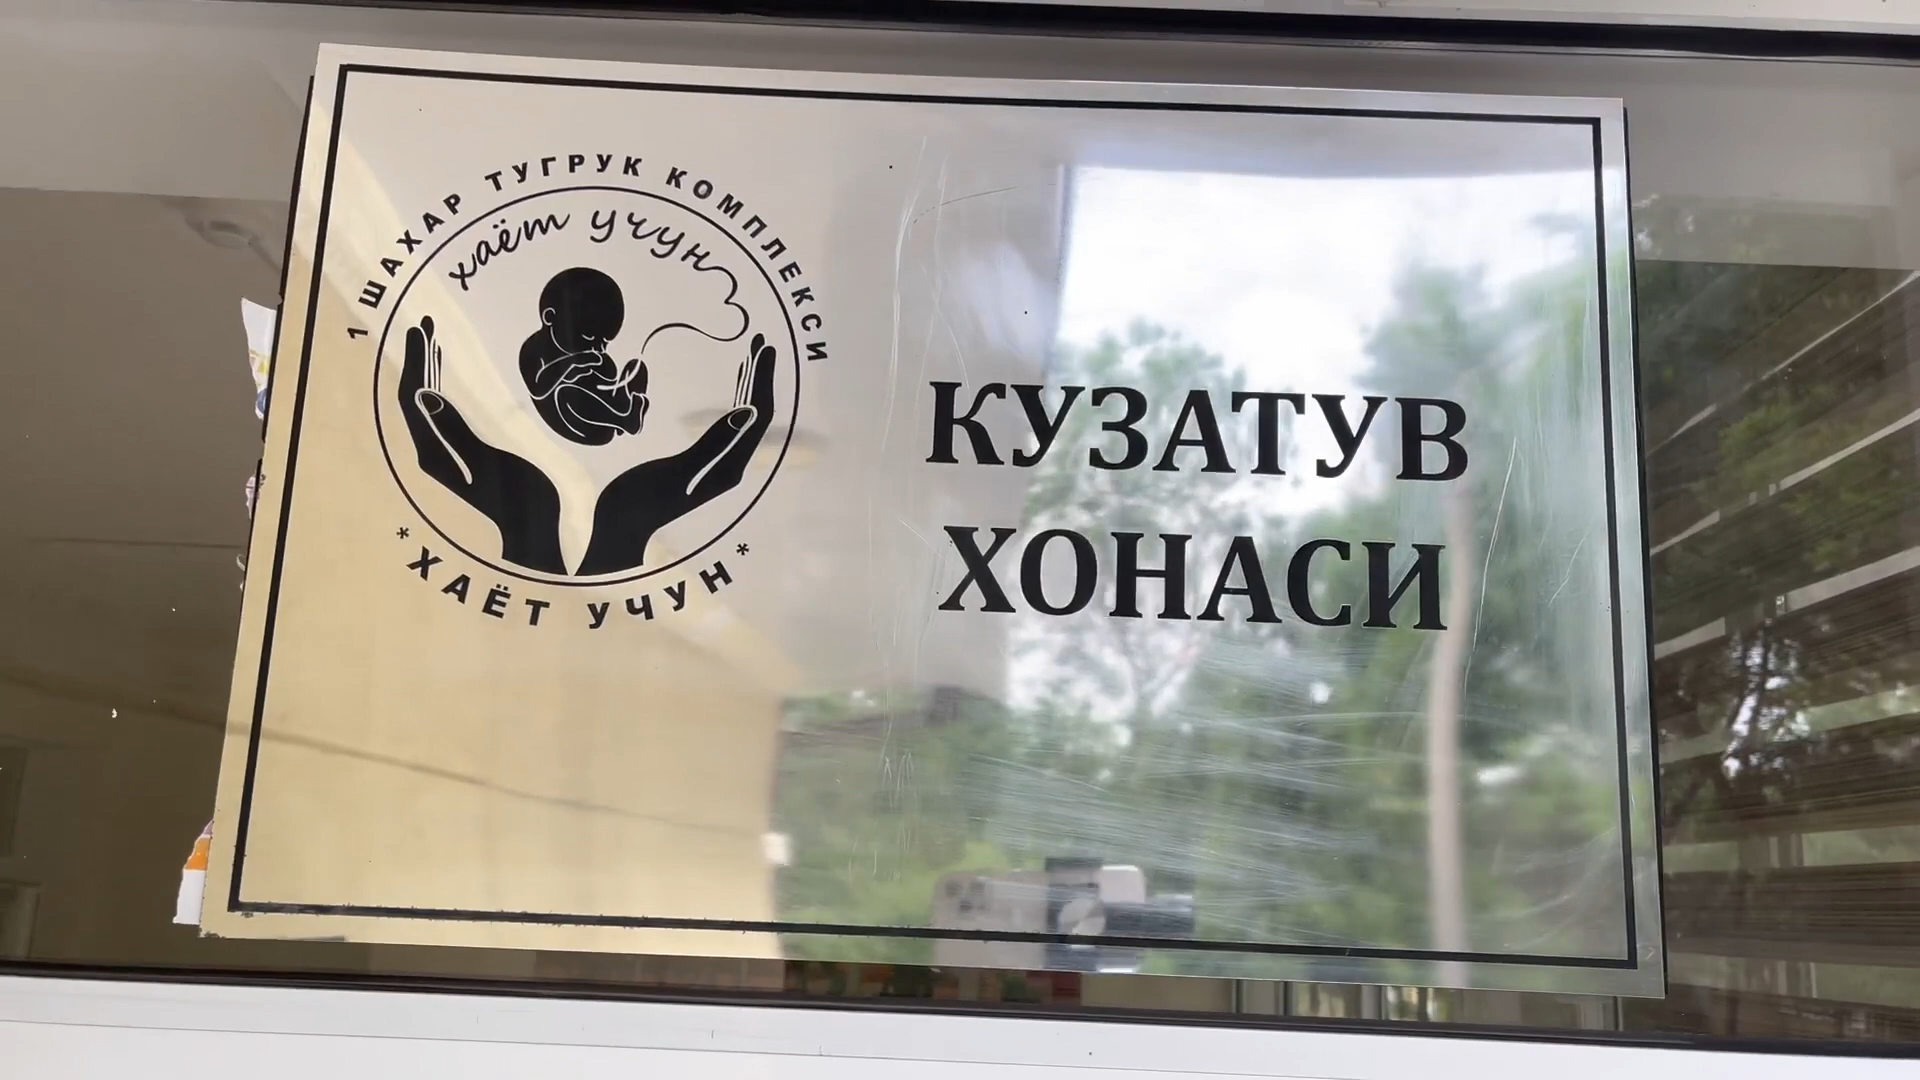 1 ШАХАР ТУГРУК КОМПЛЕКСИ
хаёт учун
*ХАЁТ УЧУН*
КУЗАТУВ
ХОНАСИ